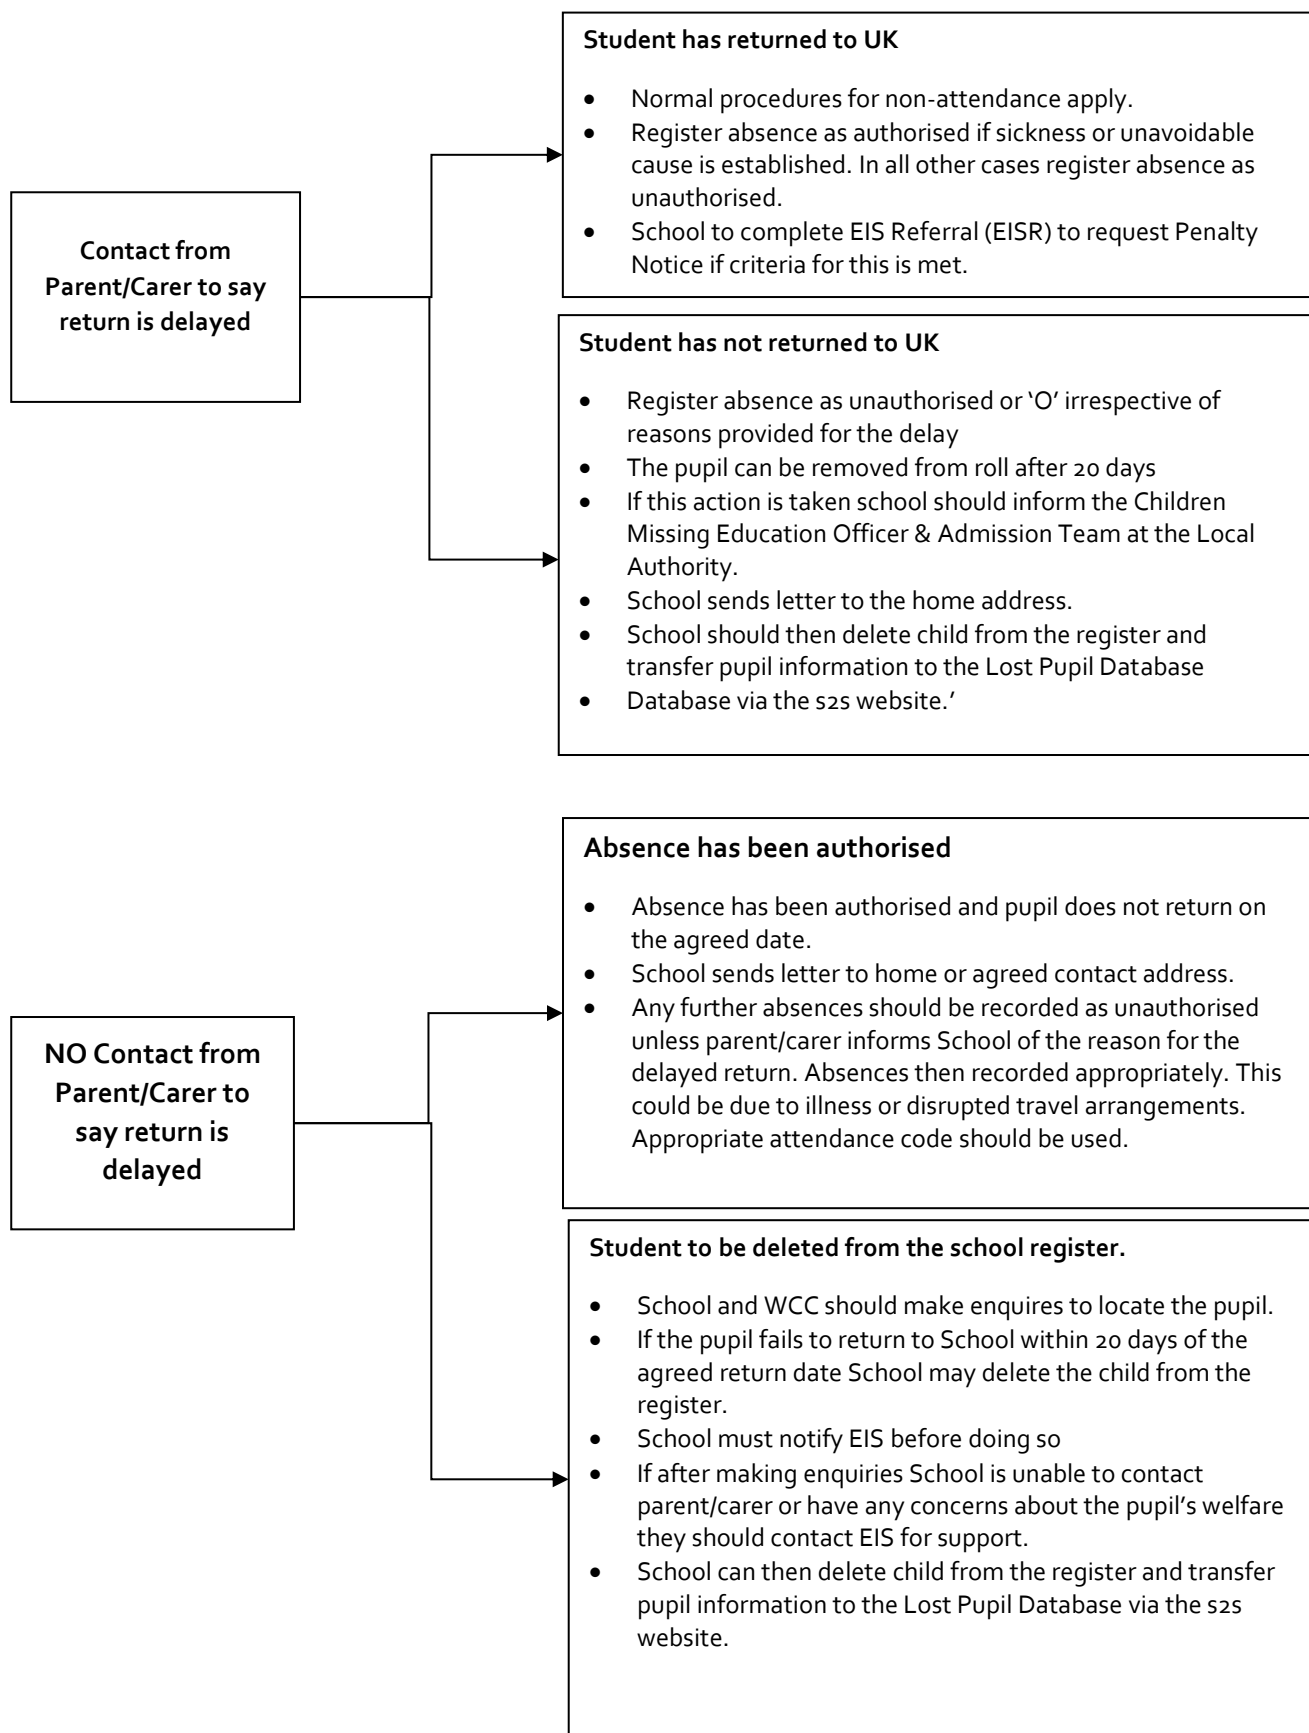 Student has returned to UK
• Normal procedures for non-attendance apply.
• Register absence as authorised if sickness or unavoidable
cause is established. In all other cases register absence as
unauthorised.
• School to complete EIS Referral (EISR) to request Penalty
Notice if criteria for this is met.
Contact from
Parent/Carer to say
return is delayed
Student has not returned to UK
• Register absence as unauthorised or ‘O’ irrespective of
reasons provided for the delay
• The pupil can be removed from roll after 20 days
• If this action is taken school should inform the Children
Missing Education Officer & Admission Team at the Local
Authority.
• School sends letter to the home address.
• School should then delete child from the register and
transfer pupil information to the Lost Pupil Database
• Database via the s2s website.’
Absence has been authorised
• Absence has been authorised and pupil does not return on
the agreed date.
• School sends letter to home or agreed contact address.
• Any further absences should be recorded as unauthorised
unless parent/carer informs School of the reason for the
delayed return. Absences then recorded appropriately. This
could be due to illness or disrupted travel arrangements.
Appropriate attendance code should be used.
NO Contact from
Parent/Carer to
say return is
delayed
Student to be deleted from the school register.
• School and WCC should make enquires to locate the pupil.
• If the pupil fails to return to School within 20 days of the
agreed return date School may delete the child from the
register.
• School must notify EIS before doing so
• If after making enquiries School is unable to contact
parent/carer or have any concerns about the pupil’s welfare
they should contact EIS for support.
• School can then delete child from the register and transfer
pupil information to the Lost Pupil Database via the s2s
website.